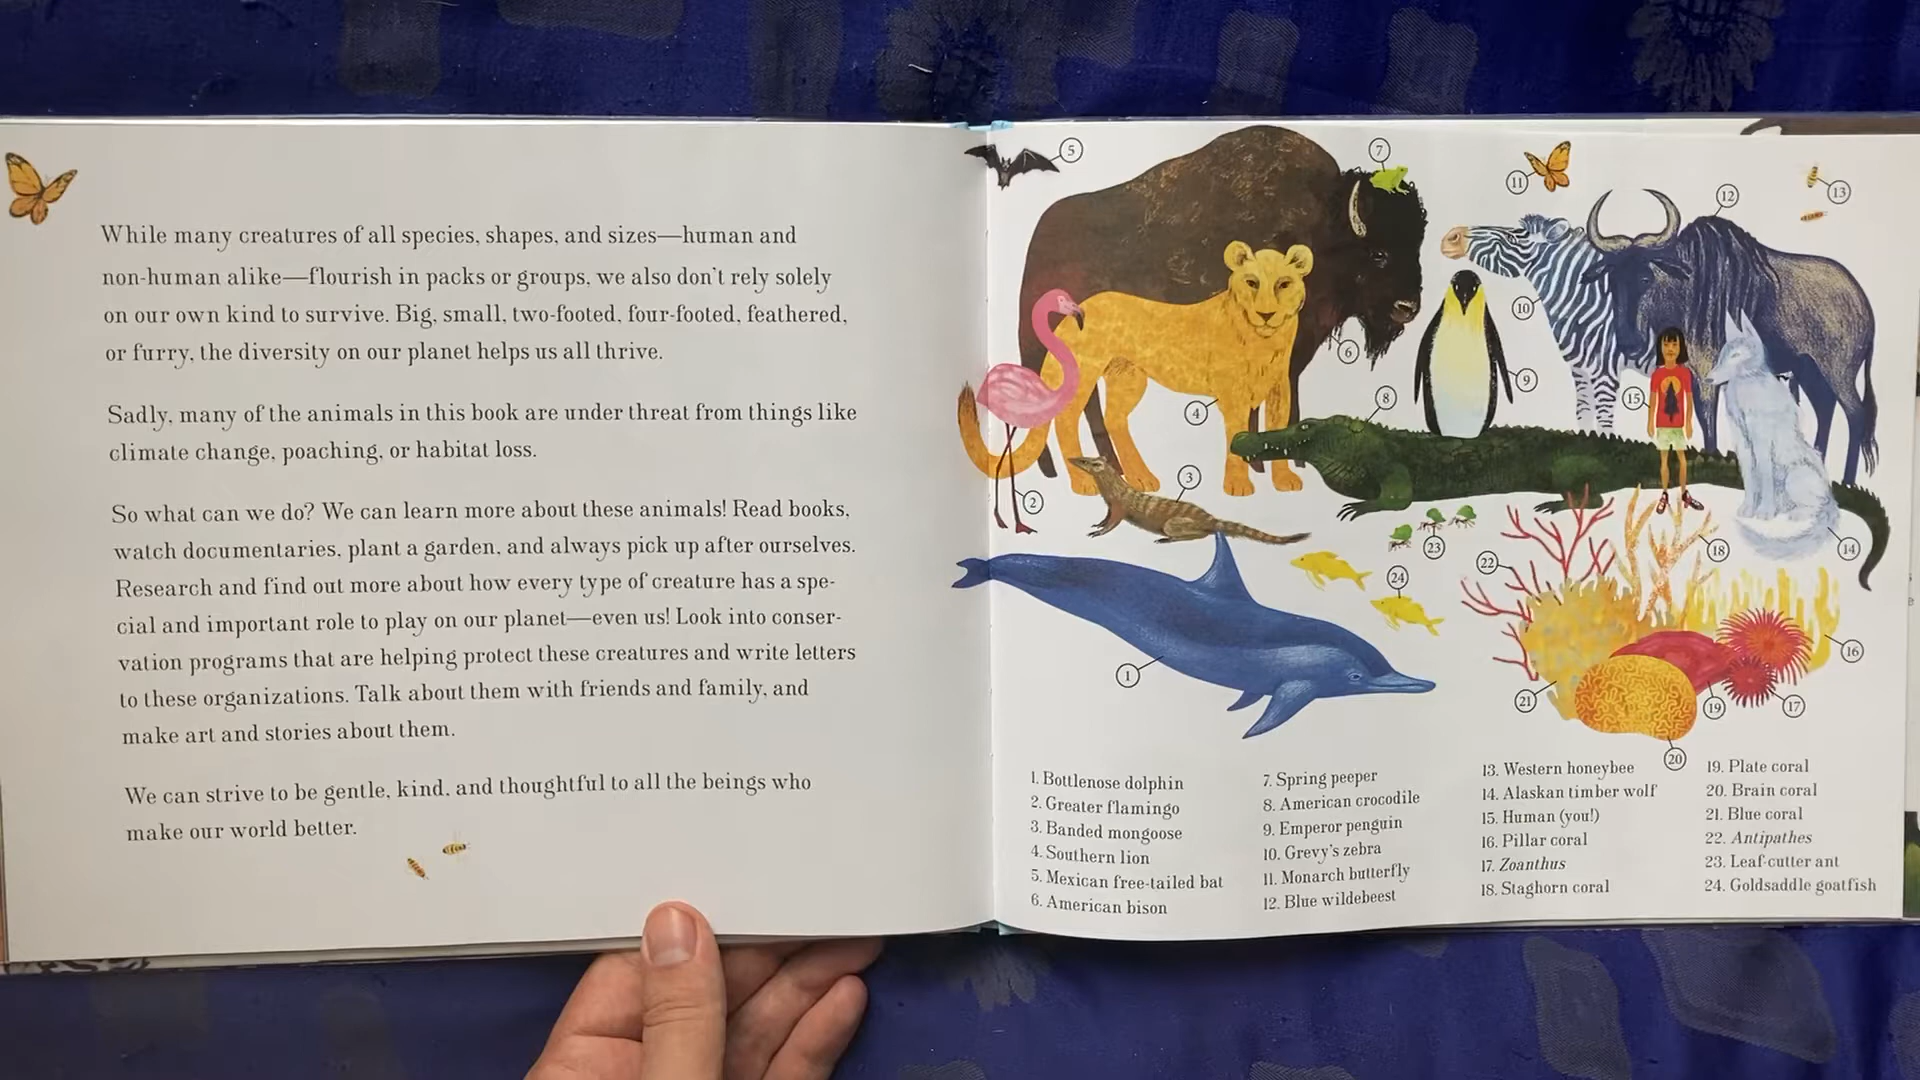 While many creatures of all species, shapes, and sizes—human and
non-human alike—flourish in packs or groups, we also don't rely solely
on our own kind to survive. Big, small, two-footed, four-footed, feathered,
or furry, the diversity on our planet helps us all thrive.
Sadly, many of the animals in this book are under threat from things like
climate change, poaching, or habitat loss.
So what can we do? We can learn more about these animals! Read books,
watch documentaries, plant a garden, and always pick up after ourselves.
Research and find out more about how every type of creature has a spe-
cial and important role to play on our planet—even us! Look into conser-
vation programs that are helping protect these creatures and write letters
to these organizations. Talk about them with friends and family, and
make art and stories about them.
We can strive to be gentle, kind, and thoughtful to all the beings who
make our world better.
5
7
11
13
12
10
6
9
15
8
4
3
2
23
14
18
22
24
16
1
21
19
17
20
1. Bottlenose dolphin
2. Greater flamingo
3. Banded mongoose
4. Southern lion
5. Mexican free-tailed bat
6. American bison
7. Spring peeper
8. American crocodile
9. Emperor penguin
10. Grevy's zebra
11. Monarch butterfly
12. Blue wildebeest
13. Western honeybee
14. Alaskan timber wolf
15. Human (you!)
16. Pillar coral
17. Zoanthus
18. Staghorn coral
19. Plate coral
20. Brain coral
21. Blue coral
22. Antipathes
23. Leaf-cutter ant
24. Goldsaddle goatfish